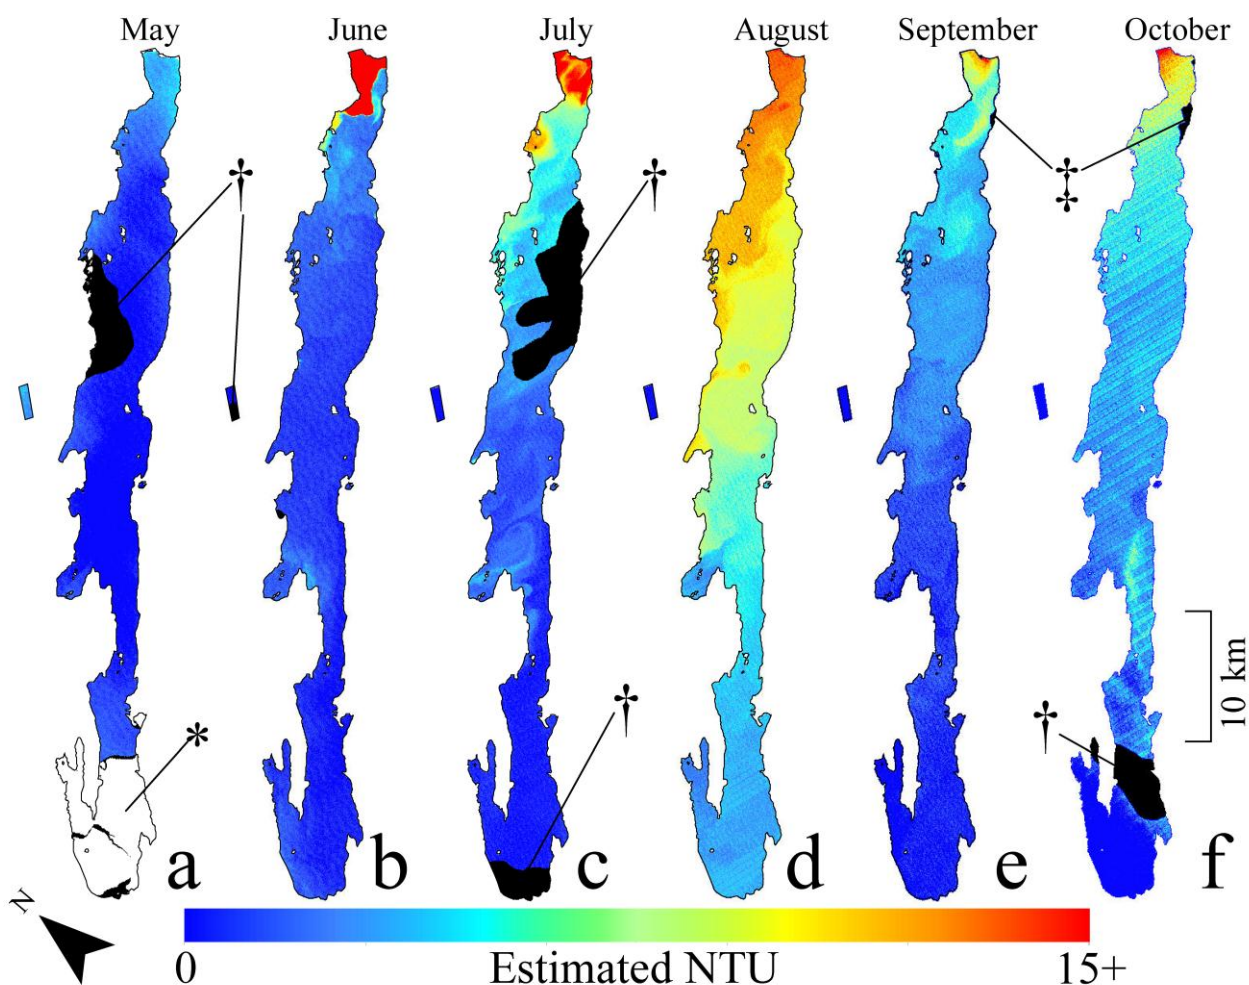 May June July August September October
† † ‡
† †
*
10 km
a b c d e f
N
0 Estimated NTU 15+